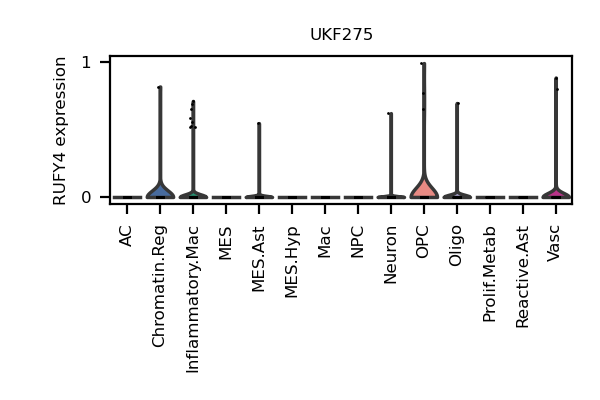 UKF275
RUFY4 expression
1
0
AC
Chromatin.Reg
Inflammatory.Mac
MES
MES.Ast
MES.Hyp
Mac
NPC
Neuron
OPC
Oligo
Prolif.Metab
Reactive.Ast
Vasc